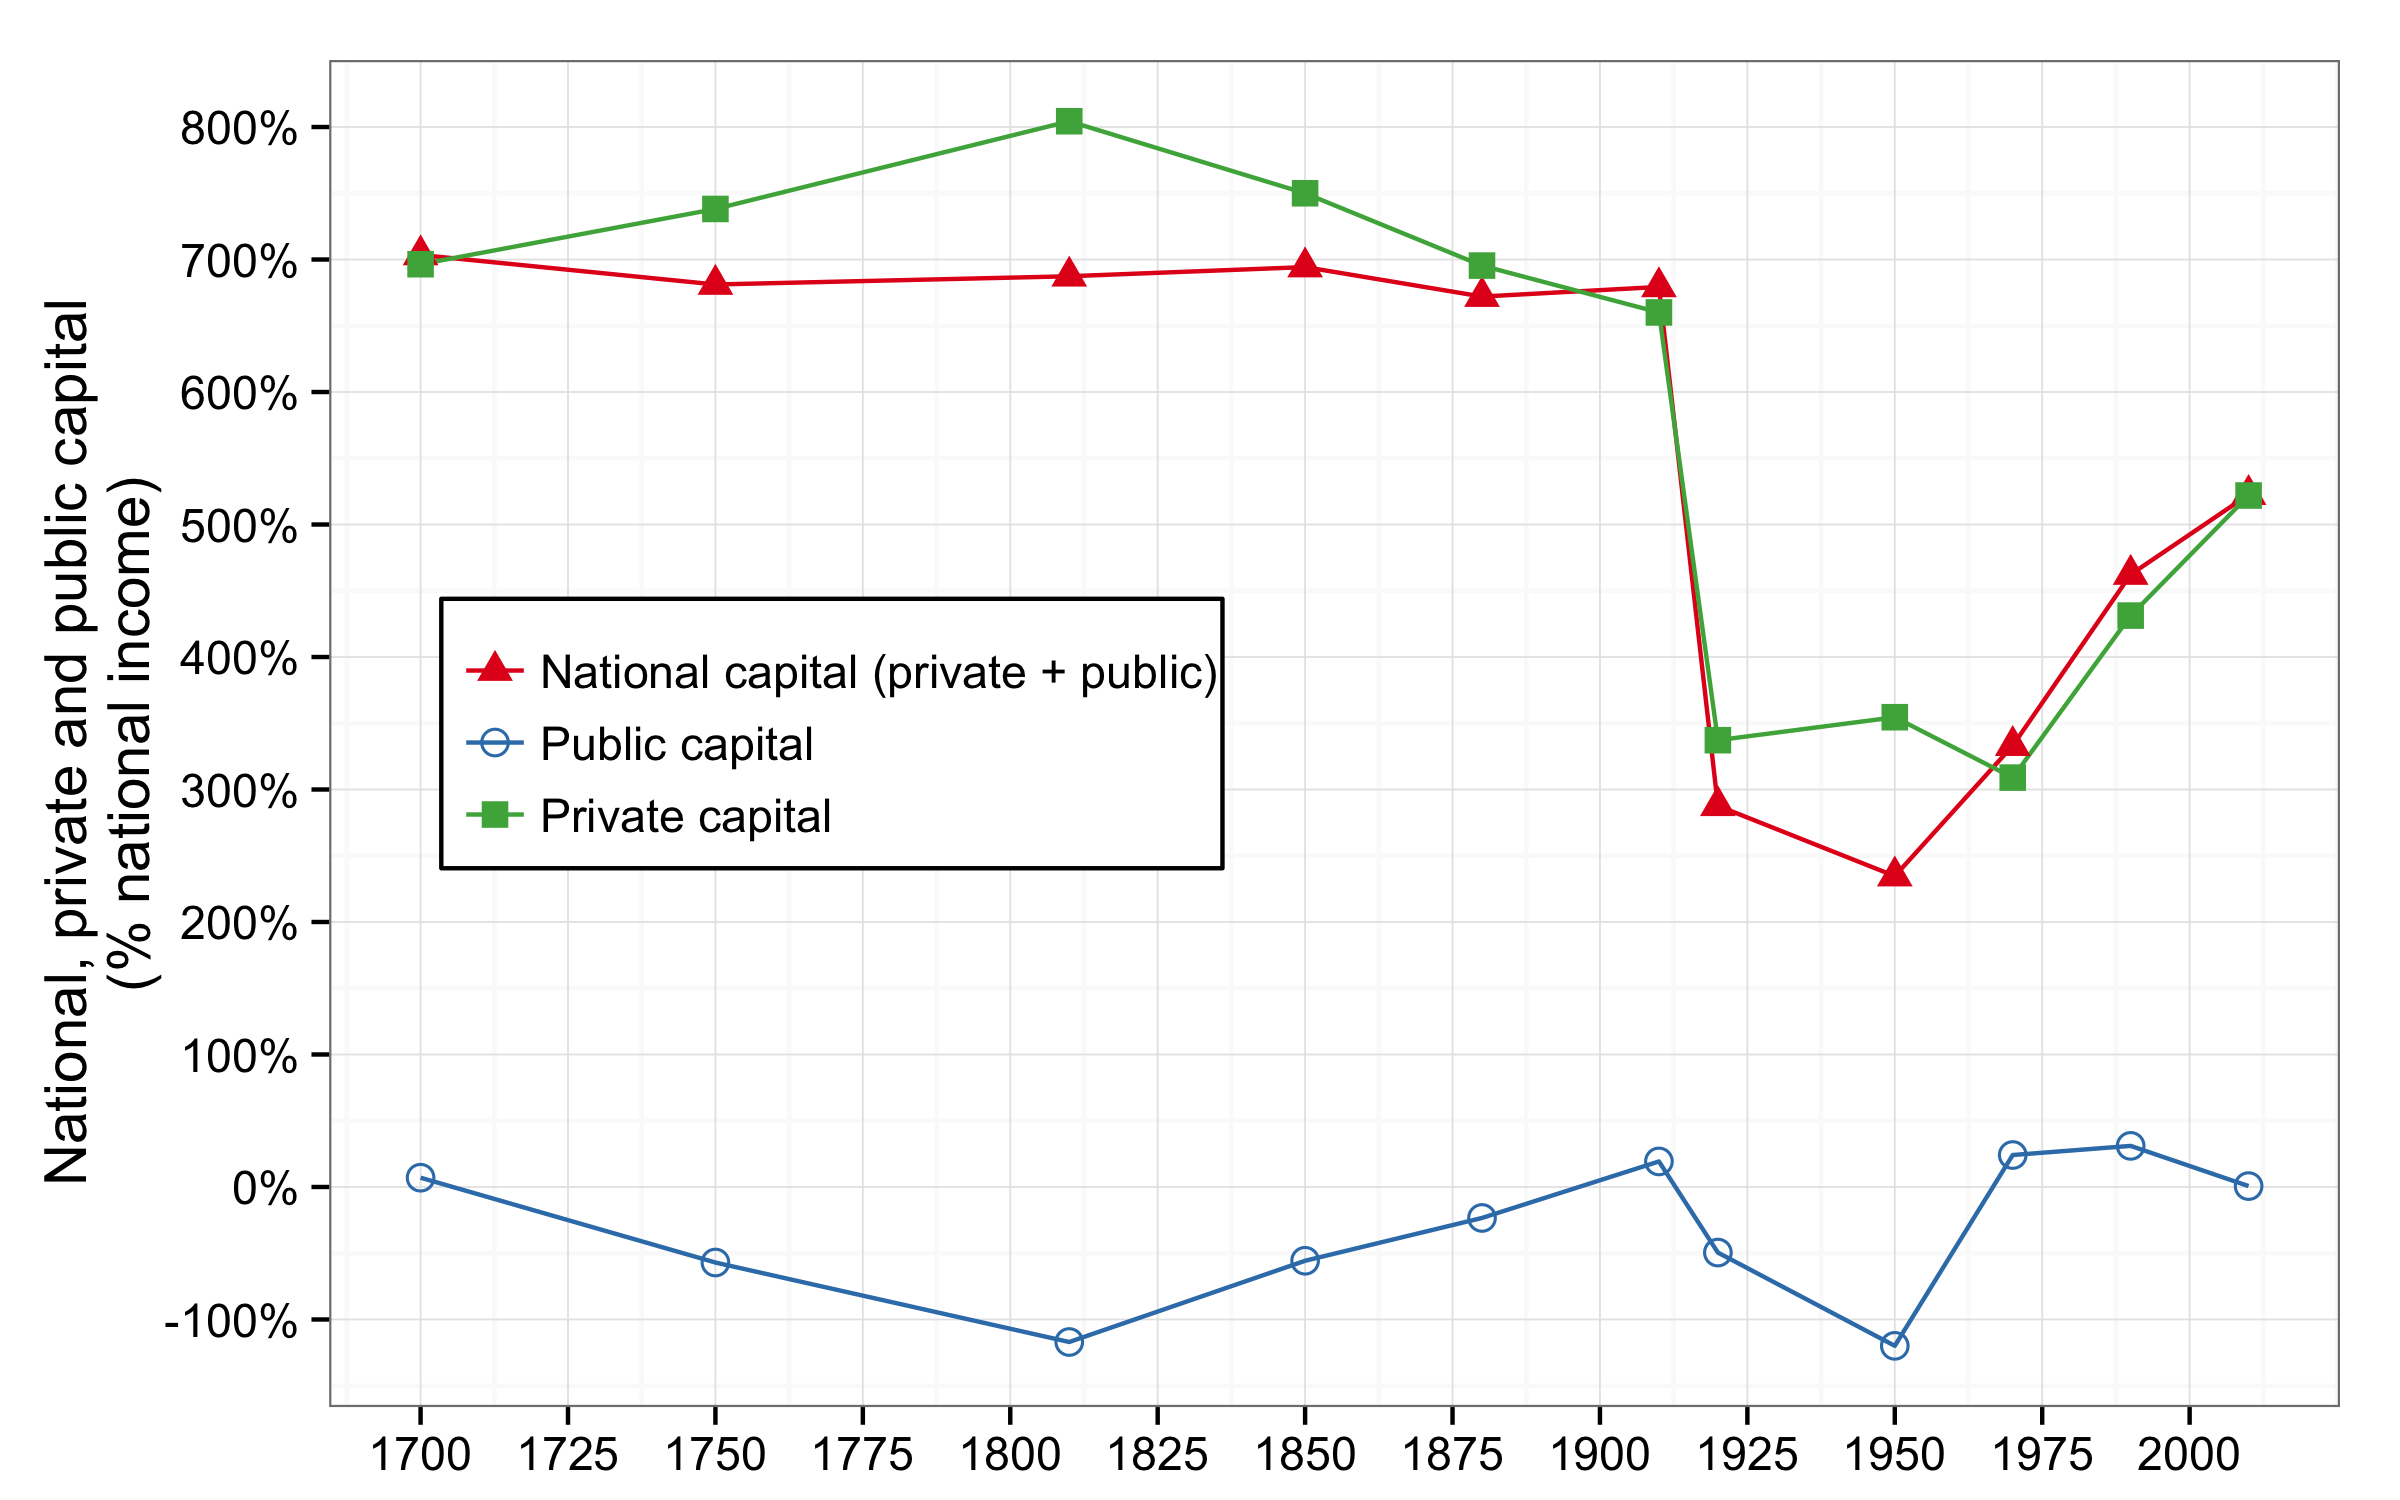 National, private and public capital
(% national income)
800%
700%
600%
500%
400%
300%
200%
100%
0%
-100%
National capital (private + public)
Public capital
Private capital
1700 1725 1750 1775 1800 1825 1850 1875 1900 1925 1950 1975 2000